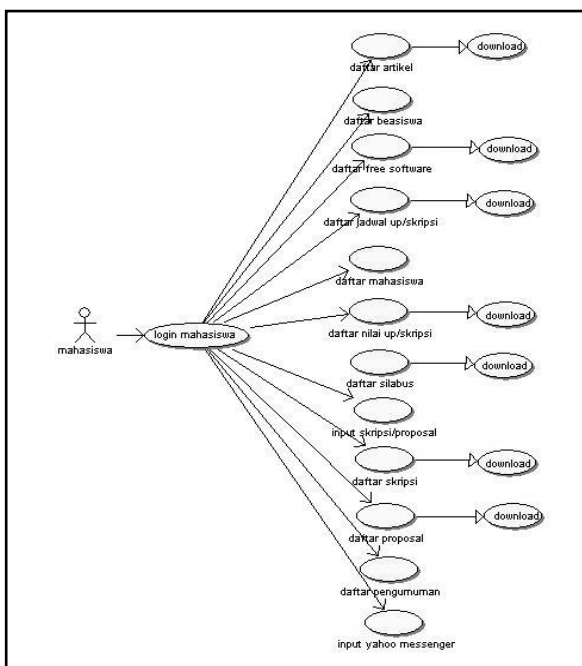 download
daftar artikel
daftar beasiswa
download
daftar free software
download
daftar jadwal up/skripsi
daftar mahasiswa
login mahasiswa
mahasiswa
download
daftar nilai up/skripsi
download
daftar silabus
input skripsi/proposal
download
daftar skripsi
download
daftar proposal
daftar pengumuman
input yahoo messenger